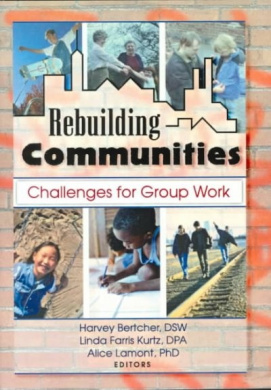 Rebuilding
Communities
Challenges for Group Work
Harvey Bertcher, DSW
Linda Farris Kurtz, DPA
Alice Lamont, PhD
EDITORS